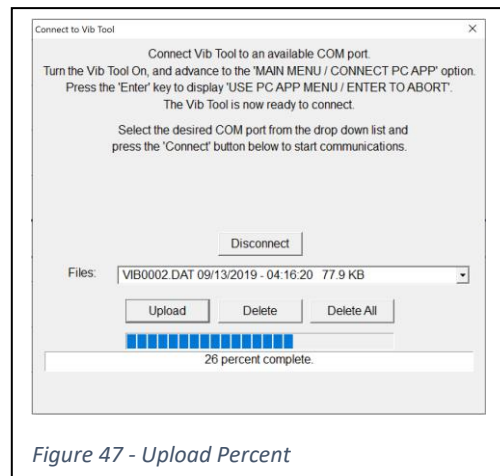 Connect to Vib Tool
Connect Vib Tool to an available COM port.
Turn the Vib Tool On, and advance to the 'MAIN MENU / CONNECT PC APP' option.
Press the 'Enter' key to display 'USE PC APP MENU / ENTER TO ABORT'.
The Vib Tool is now ready to connect.
Select the desired COM port from the drop down list and
press the 'Connect' button below to start communications.
Disconnect
Files: VIB0002.DAT 09/13/2019 - 04:16:20 77.9 KB
Upload Delete Delete All
26 percent complete.
Figure 47 - Upload Percent